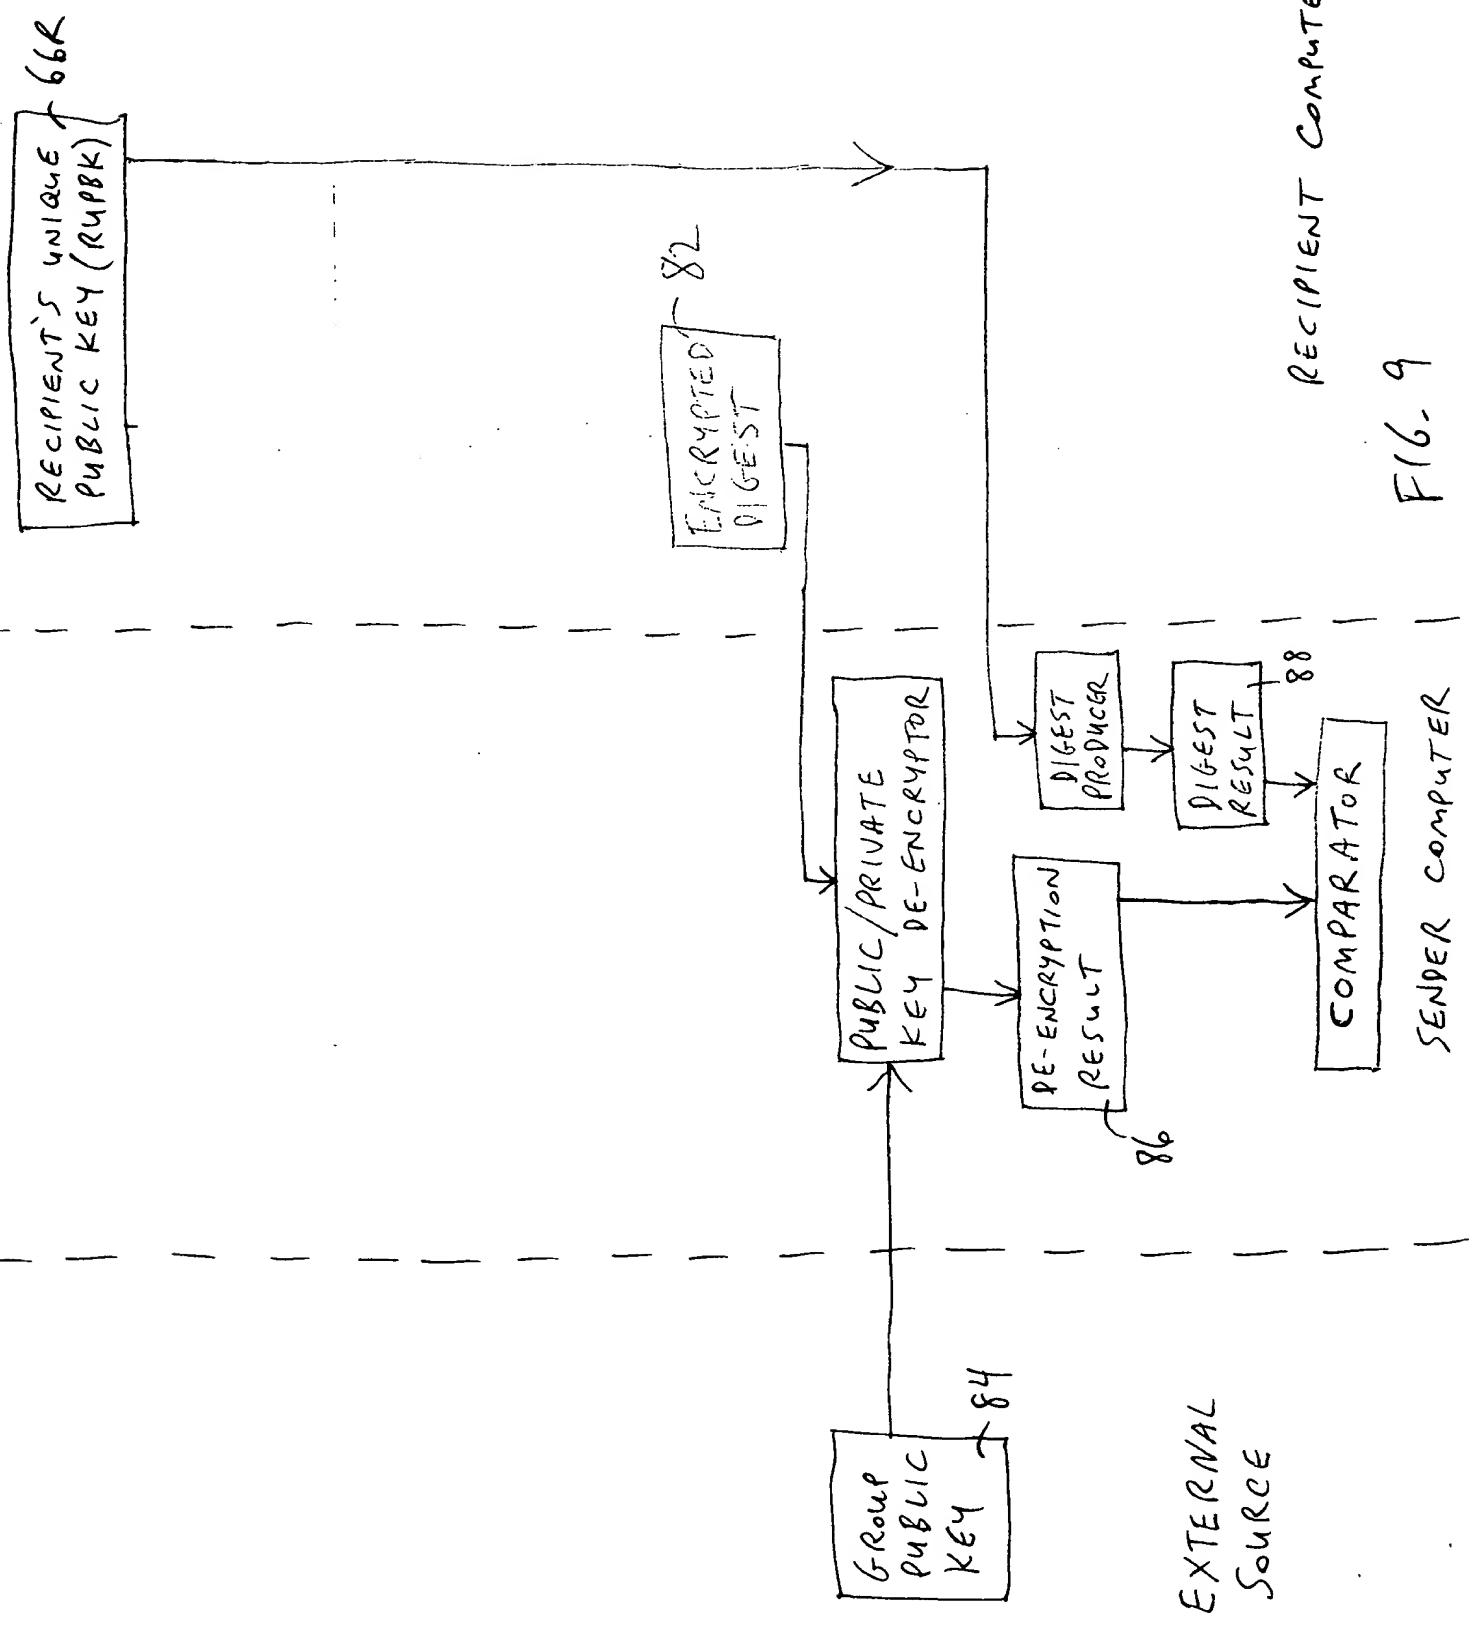 RECIPIENT'S UNIQUE
PUBLIC KEY (RUPBK)
66R
ENCRYPTED
DIGEST
82
GROUP
PUBLIC
KEY
84
PUBLIC/PRIVATE
KEY DE-ENCRYPTOR
DE-ENCRYPTION
RESULT
86
DIGEST
PRODUCER
DIGEST
RESULT
88
COMPARATOR
EXTERNAL
SOURCE
SENDER COMPUTER
RECIPIENT COMPUTE
FIG. 9